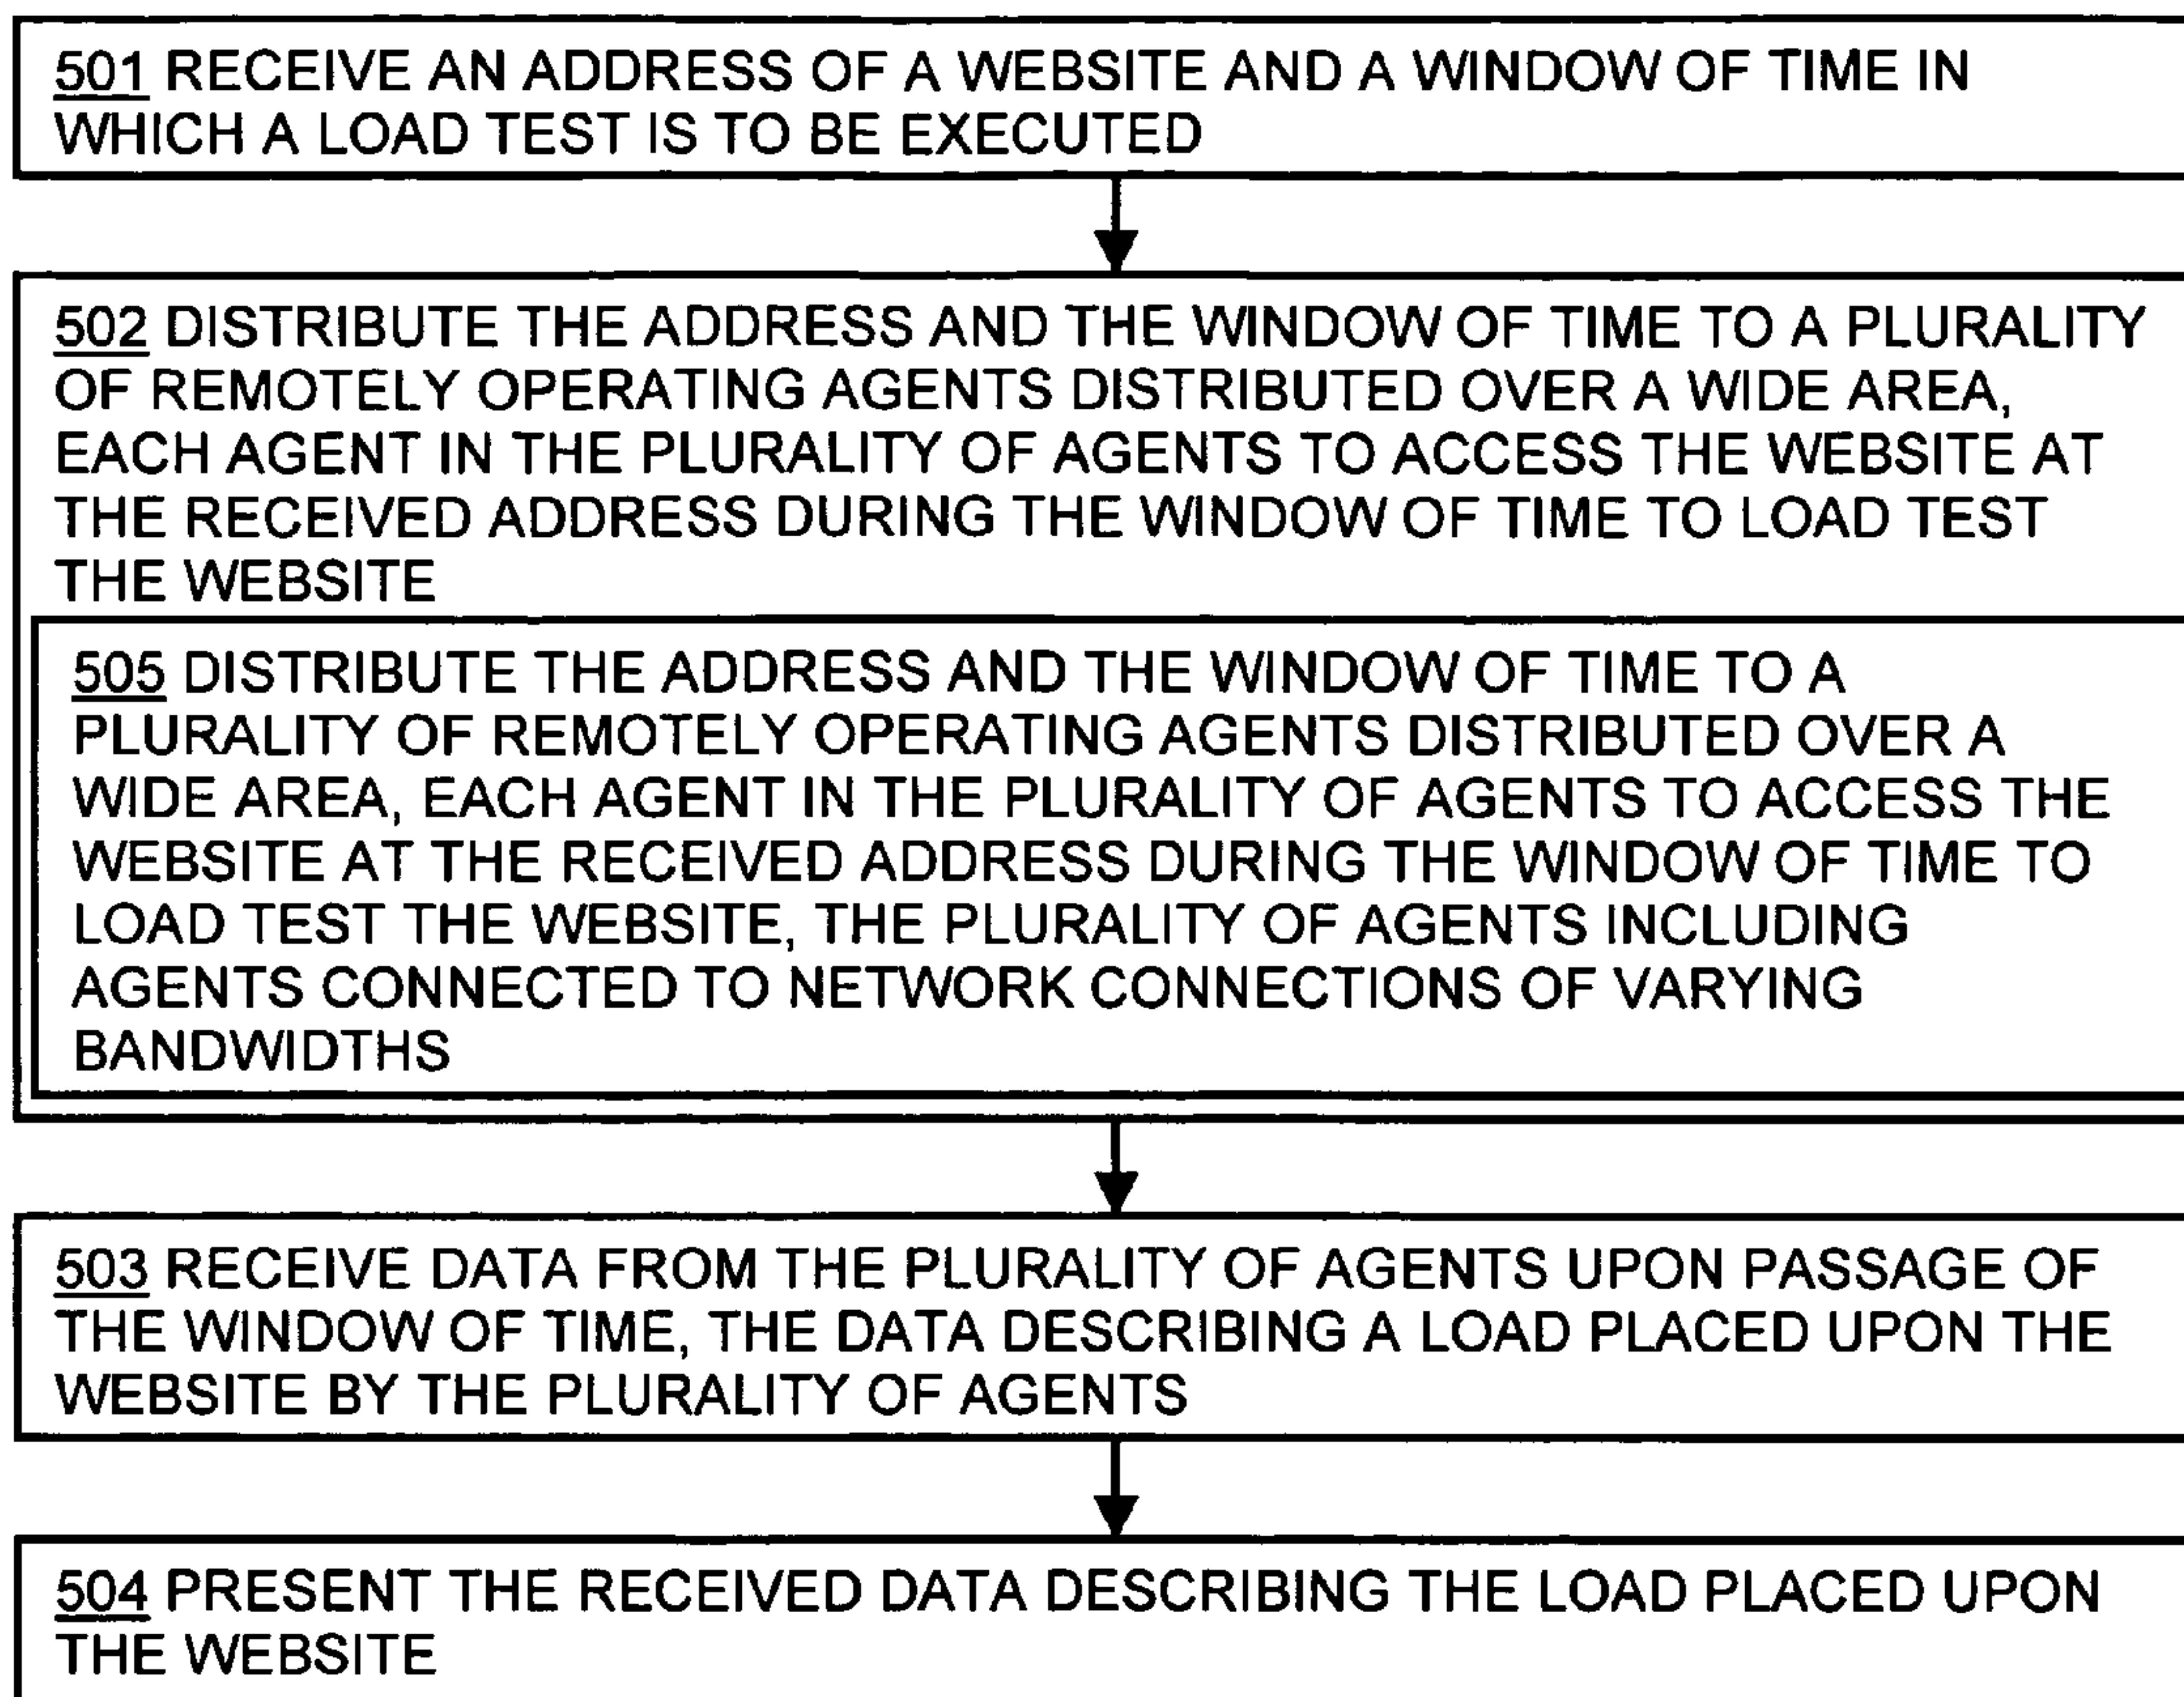 501 RECEIVE AN ADDRESS OF A WEBSITE AND A WINDOW OF TIME IN
WHICH A LOAD TEST IS TO BE EXECUTED
502 DISTRIBUTE THE ADDRESS AND THE WINDOW OF TIME TO A PLURALITY
OF REMOTELY OPERATING AGENTS DISTRIBUTED OVER A WIDE AREA,
EACH AGENT IN THE PLURALITY OF AGENTS TO ACCESS THE WEBSITE AT
THE RECEIVED ADDRESS DURING THE WINDOW OF TIME TO LOAD TEST
THE WEBSITE
505 DISTRIBUTE THE ADDRESS AND THE WINDOW OF TIME TO A
PLURALITY OF REMOTELY OPERATING AGENTS DISTRIBUTED OVER A
WIDE AREA, EACH AGENT IN THE PLURALITY OF AGENTS TO ACCESS THE
WEBSITE AT THE RECEIVED ADDRESS DURING THE WINDOW OF TIME TO
LOAD TEST THE WEBSITE, THE PLURALITY OF AGENTS INCLUDING
AGENTS CONNECTED TO NETWORK CONNECTIONS OF VARYING
BANDWIDTHS
503 RECEIVE DATA FROM THE PLURALITY OF AGENTS UPON PASSAGE OF
THE WINDOW OF TIME, THE DATA DESCRIBING A LOAD PLACED UPON THE
WEBSITE BY THE PLURALITY OF AGENTS
504 PRESENT THE RECEIVED DATA DESCRIBING THE LOAD PLACED UPON
THE WEBSITE